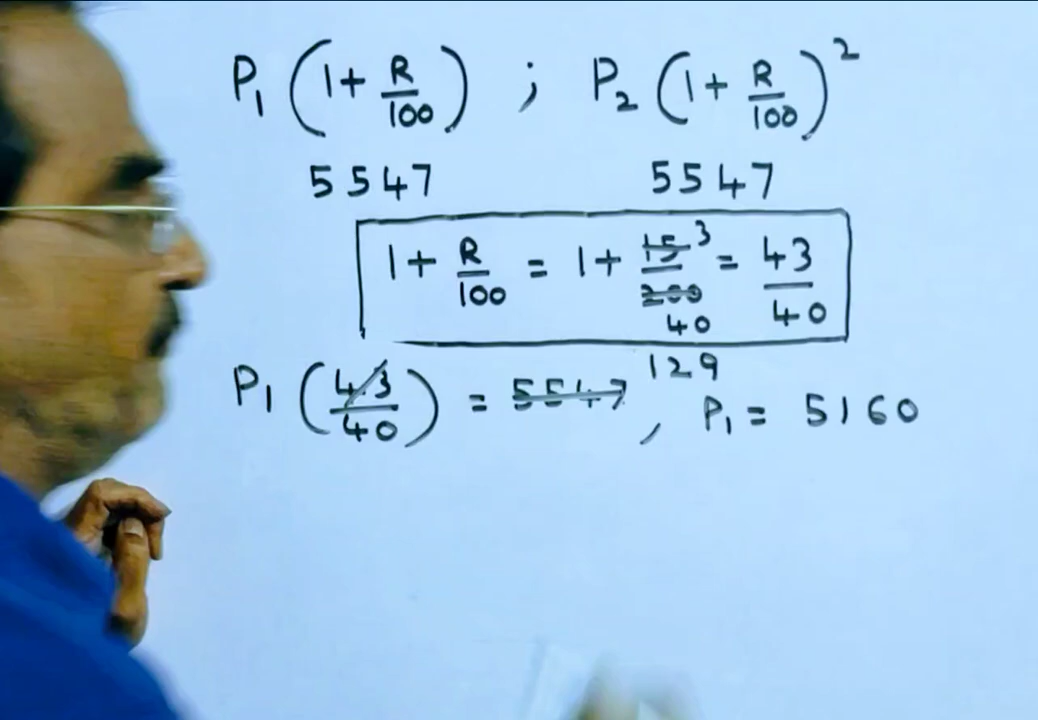 P₁ (1 + R/100) ; P₂ (1 + R/100)²
5547 5547
1 + R/100 = 1 + 15/200 3/40 = 43/40
P₁ (43/40) = 5547 129 , P₁ = 5160